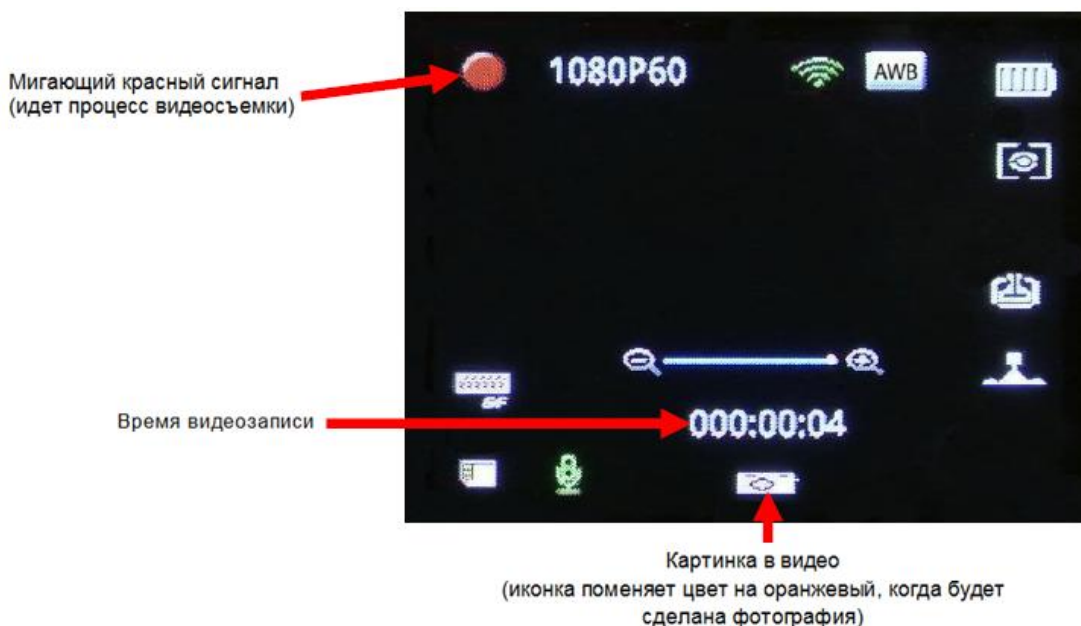 Мигающий красный сигнал
(идет процесс видеосъемки)
1080P60
AWB
Время видеозаписи
SF
000:00:04
Картинка в видео
(иконка поменяет цвет на оранжевый, когда будет
сделана фотография)